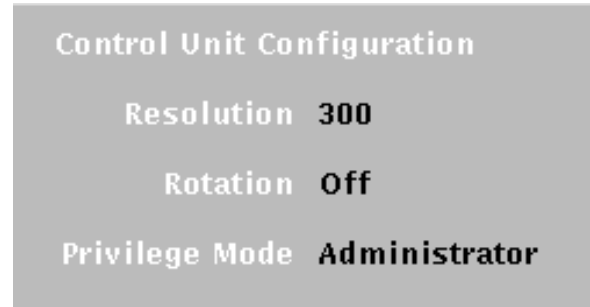 Control Unit Configuration
Resolution 300
Rotation Off
Privilege Mode Administrator